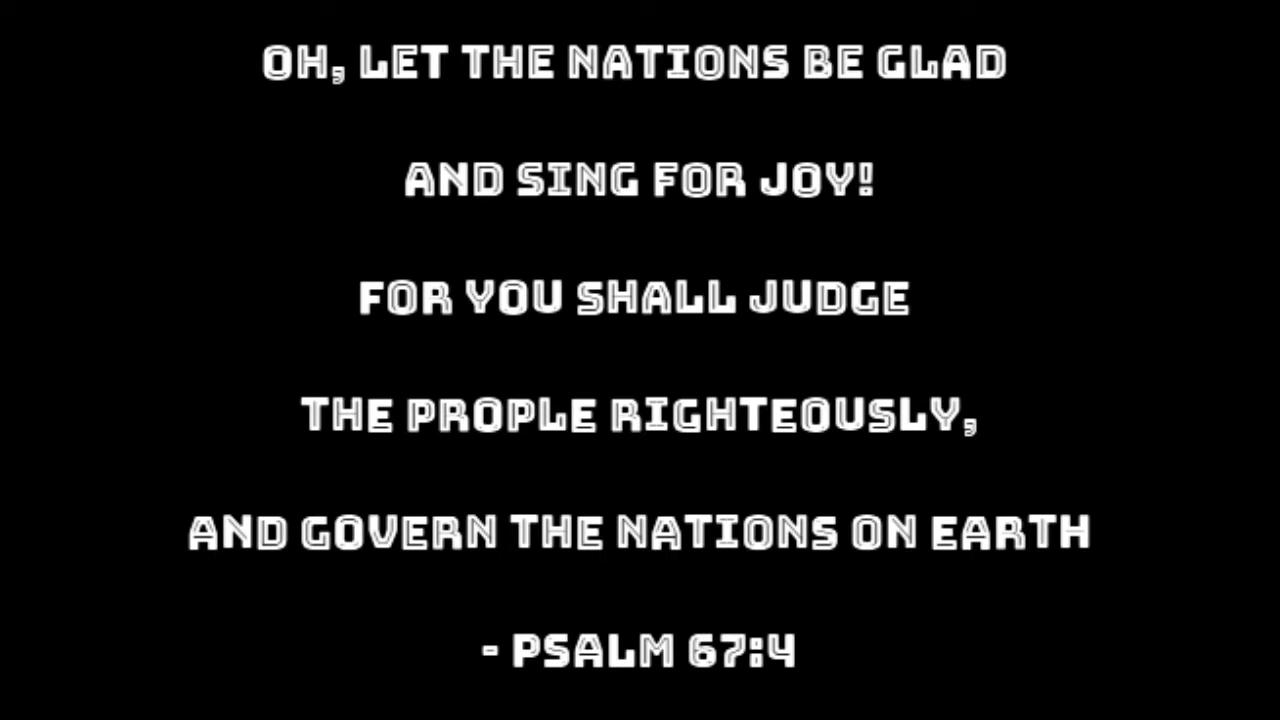 OH, LET THE NATIONS BE GLAD
AND SING FOR JOY!
FOR YOU SHALL JUDGE
THE PROPLE RIGHTEOUSLY,
AND GOVERN THE NATIONS ON EARTH
- PSALM 67:4